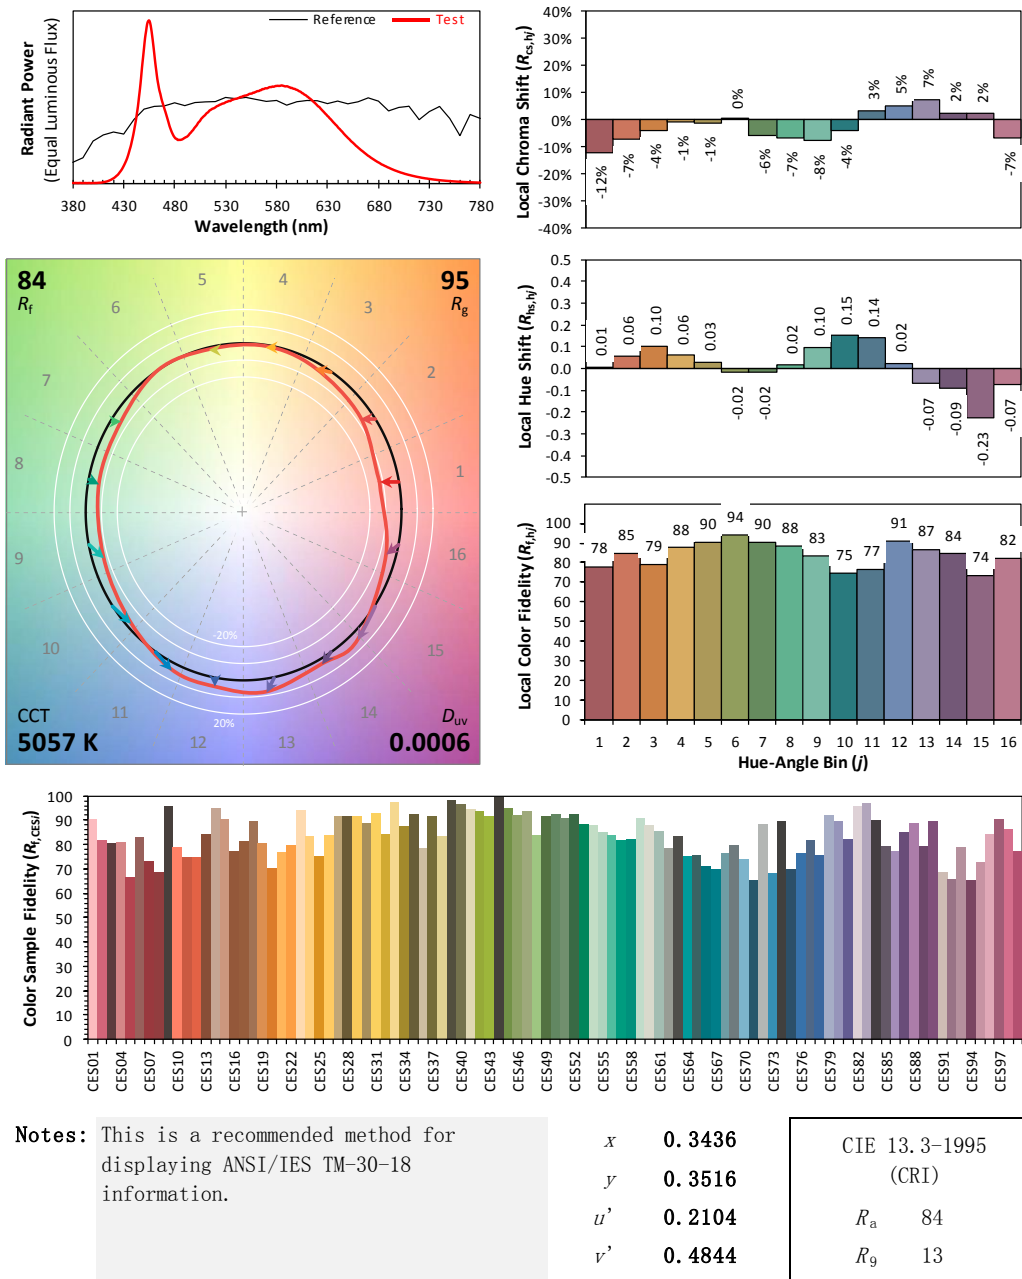 Reference
Test
Radiant Power
(Equal Luminous Flux)
380 430 480 530 580 630 680 730 780
Wavelength (nm)
Local Chroma Shift (Rcs,hj)
40%
30%
20%
10%
0%
-10%
-20%
-30%
-40%
-12% -7% -4% -1% -1% 0% -6% -7% -8% -4% 3% 5% 7% 2% 2% -7%
84
Rf
95
Rg
1
2
3
4
5
6
7
8
9
10
11
12
13
14
15
16
-20%
20%
CCT
5057 K
Duv
0.0006
Local Hue Shift (Rhs,hj)
0.5
0.4
0.3
0.2
0.1
0.0
-0.1
-0.2
-0.3
-0.4
-0.5
0.01 0.06 0.10 0.06 0.03 -0.02 -0.02 0.02 0.10 0.15 0.14 0.02 -0.07 -0.09 -0.23 -0.07
Local Color Fidelity (Rf,hj)
100
90
80
70
60
50
40
30
20
10
0
78 85 79 88 90 94 90 88 83 75 77 91 87 84 74 82
1 2 3 4 5 6 7 8 9 10 11 12 13 14 15 16
Hue-Angle Bin (j)
Color Sample Fidelity (Rf,CESi)
100
90
80
70
60
50
40
30
20
10
0
CES01 CES04 CES07 CES10 CES13 CES16 CES19 CES22 CES25 CES28 CES31 CES34 CES37 CES40 CES43 CES46 CES49 CES52 CES55 CES58 CES61 CES64 CES67 CES70 CES73 CES76 CES79 CES82 CES85 CES88 CES91 CES94 CES97
Notes: This is a recommended method for
displaying ANSI/IES TM-30-18
information.
x 0.3436
y 0.3516
u' 0.2104
v' 0.4844
CIE 13.3-1995
(CRI)
Ra 84
R9 13